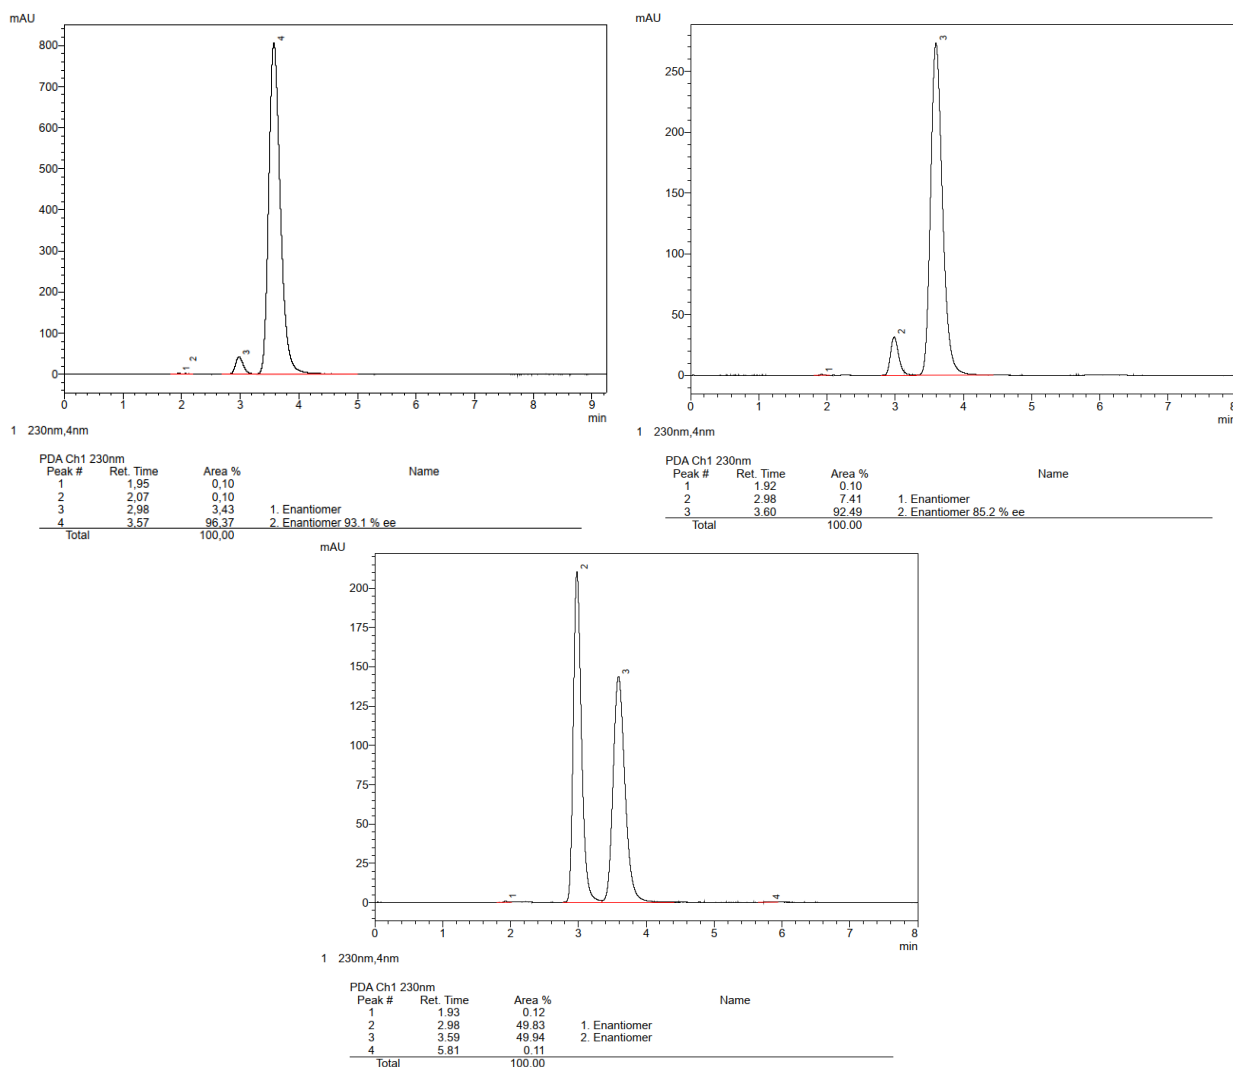 mAU
800
700
600
500
400
300
200
100
0
1
2
3
4
0 1 2 3 4 5 6 7 8 9
min
1 230nm,4nm
PDA Ch1 230nm
Peak # Ret. Time Area % Name
1 1,95 0,10
2 2,07 0,10
3 2,98 3,43 1. Enantiomer
4 3,57 96,37 2. Enantiomer 93.1 % ee
Total 100,00
mAU
250
200
150
100
50
0
1
2
3
0 1 2 3 4 5 6 7 8
min
1 230nm,4nm
PDA Ch1 230nm
Peak # Ret. Time Area % Name
1 1.92 0.10
2 2.98 7.41 1. Enantiomer
3 3.60 92.49 2. Enantiomer 85.2 % ee
Total 100.00
mAU
200
175
150
125
100
75
50
25
0
1
2
3
4
0 1 2 3 4 5 6 7 8
min
1 230nm,4nm
PDA Ch1 230nm
Peak # Ret. Time Area % Name
1 1.93 0.12
2 2.98 49.83 1. Enantiomer
3 3.59 49.94 2. Enantiomer
4 5.81 0.11
Total 100.00